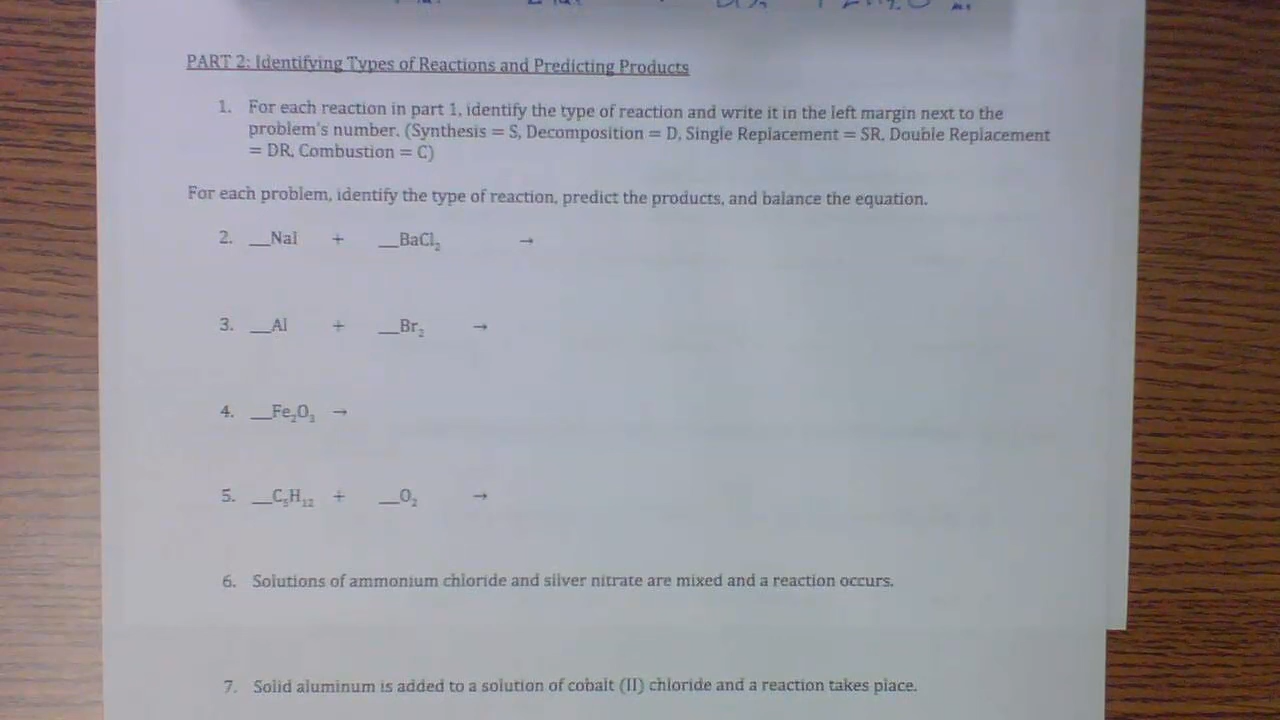 PART 2: Identifying Types of Reactions and Predicting Products
1. For each reaction in part 1, identify the type of reaction and write it in the left margin next to the
problem's number. (Synthesis = S, Decomposition = D, Single Replacement = SR, Double Replacement
= DR, Combustion = C)
For each problem, identify the type of reaction, predict the products, and balance the equation.
2. __NaI + __BaCl₂ →
3. __Al + __Br₂ →
4. __Fe₂O₃ →
5. __C₅H₁₂ + __O₂ →
6. Solutions of ammonium chloride and silver nitrate are mixed and a reaction occurs.
7. Solid aluminum is added to a solution of cobalt (II) chloride and a reaction takes place.